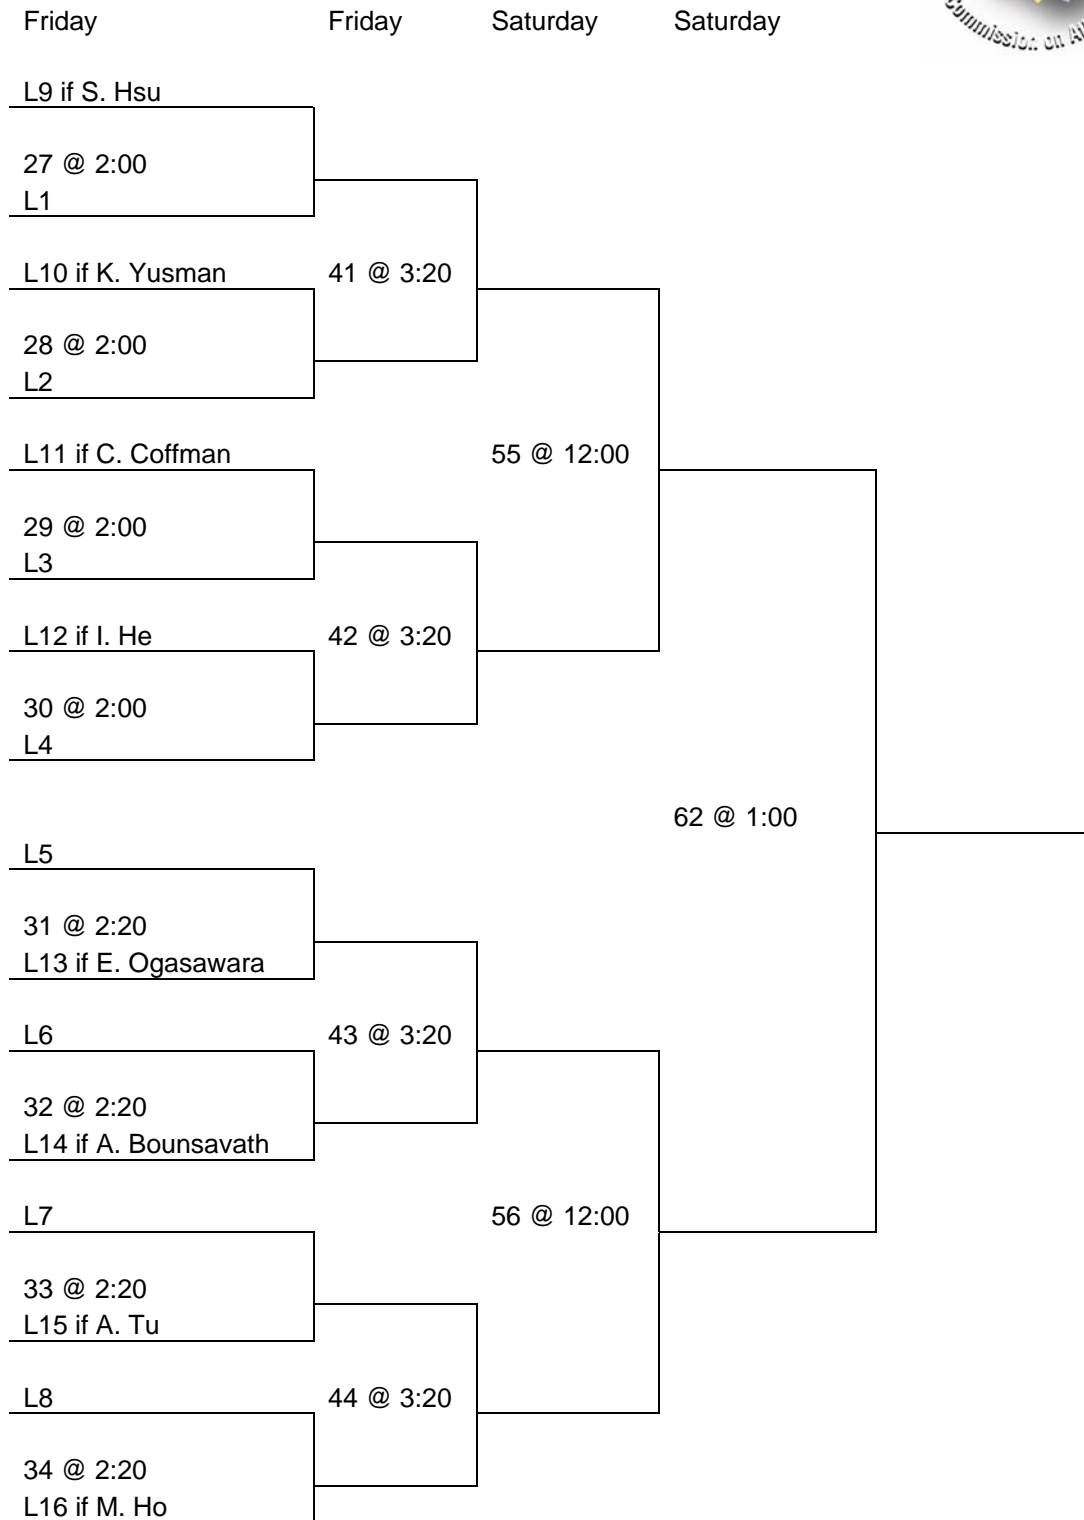 Friday Friday Saturday Saturday
Commission on
L9 if S. Hsu
27 @ 2:00
L1
L10 if K. Yusman 41 @ 3:20
28 @ 2:00
L2
L11 if C. Coffman 55 @ 12:00
29 @ 2:00
L3
L12 if I. He 42 @ 3:20
30 @ 2:00
L4
62 @ 1:00
L5
31 @ 2:20
L13 if E. Ogasawara
L6 43 @ 3:20
32 @ 2:20
L14 if A. Bounsavath
L7 56 @ 12:00
33 @ 2:20
L15 if A. Tu
L8 44 @ 3:20
34 @ 2:20
L16 if M. Ho